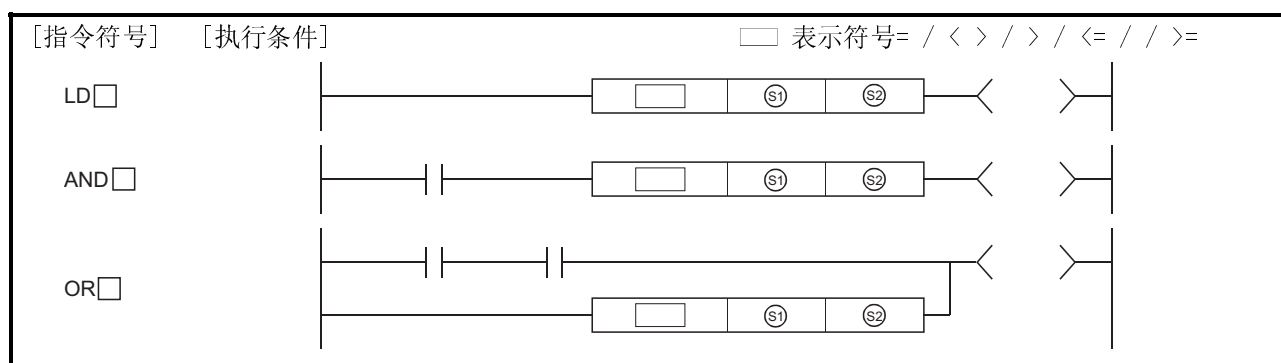 [指令符号] [执行条件] □ 表示符号= / < > / > / <= / / >=
LD□ □ S1 S2
AND□ □ S1 S2
OR□ □ S1 S2